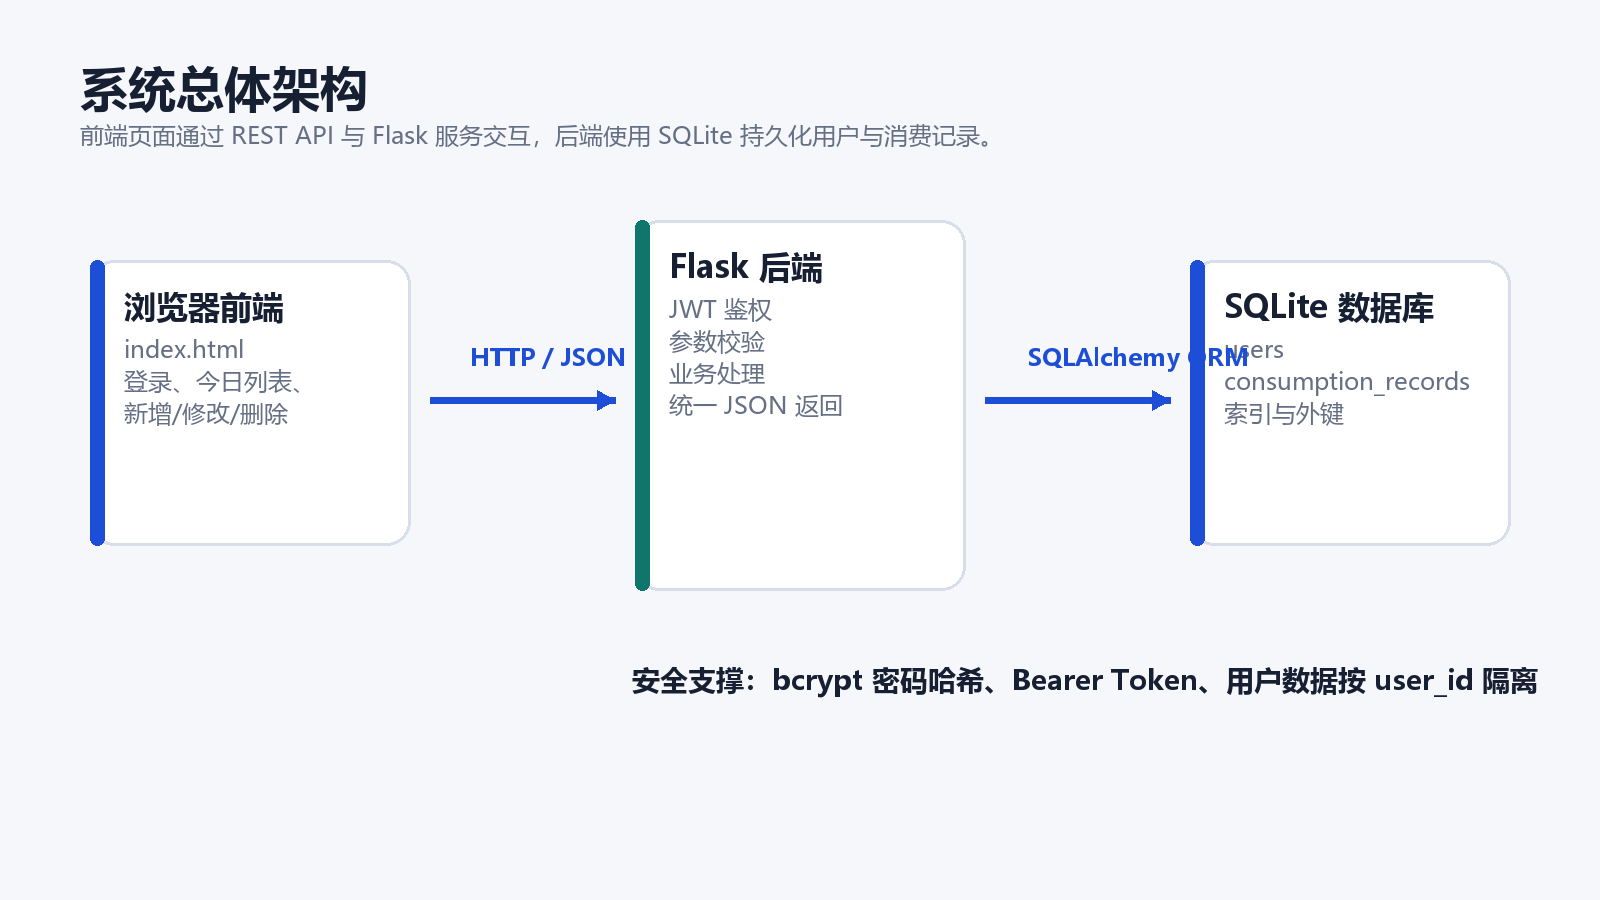 系统总体架构
前端页面通过 REST API 与 Flask 服务交互，后端使用 SQLite 持久化用户与消费记录。
浏览器前端
index.html
登录、今日列表、
新增/修改/删除
HTTP / JSON
Flask 后端
JWT 鉴权
参数校验
业务处理
统一 JSON 返回
SQLAlchemy ORM
SQLite 数据库
users
consumption_records
索引与外键
安全支撑：bcrypt 密码哈希、Bearer Token、用户数据按 user_id 隔离